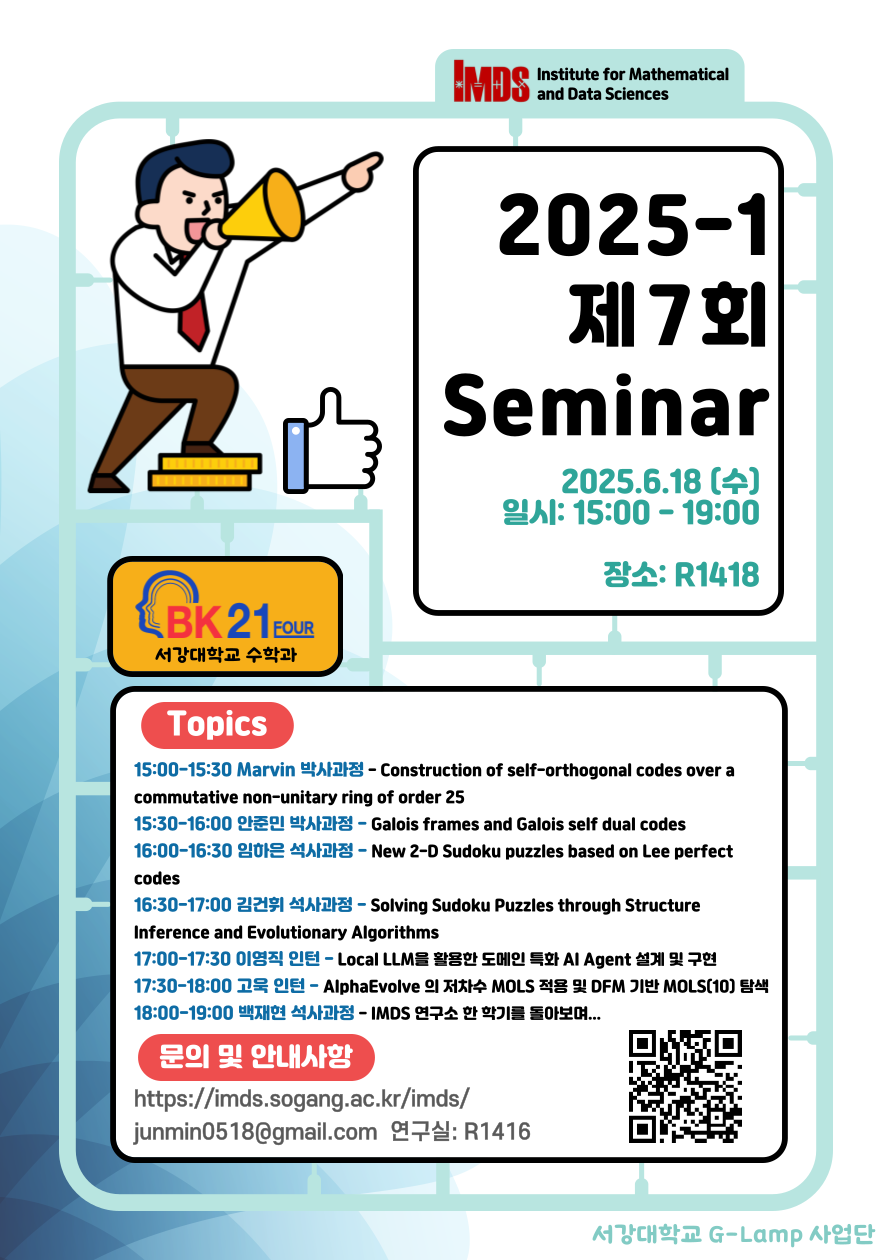 IMDS Institute for Mathematical
and Data Sciences
2025-1
제7회
Seminar
2025.6.18 (수)
일시: 15:00 - 19:00
장소: R1418
BK21 FOUR
서강대학교 수학과
Topics
15:00-15:30 Marvin 박사과정 - Construction of self-orthogonal codes over a
commutative non-unitary ring of order 25
15:30-16:00 안준민 박사과정 - Galois frames and Galois self dual codes
16:00-16:30 임하은 석사과정 - New 2-D Sudoku puzzles based on Lee perfect
codes
16:30-17:00 김건휘 석사과정 - Solving Sudoku Puzzles through Structure
Inference and Evolutionary Algorithms
17:00-17:30 이영직 인턴 - Local LLM을 활용한 도메인 특화 AI Agent 설계 및 구현
17:30-18:00 고욱 인턴 - AlphaEvolve 의 저차수 MOLS 적용 및 DFM 기반 MOLS(10) 탐색
18:00-19:00 백재현 석사과정 - IMDS 연구소 한 학기를 돌아보며...
문의 및 안내사항
https://imds.sogang.ac.kr/imds/
junmin0518@gmail.com 연구실: R1416
서강대학교 G-Lamp 사업단